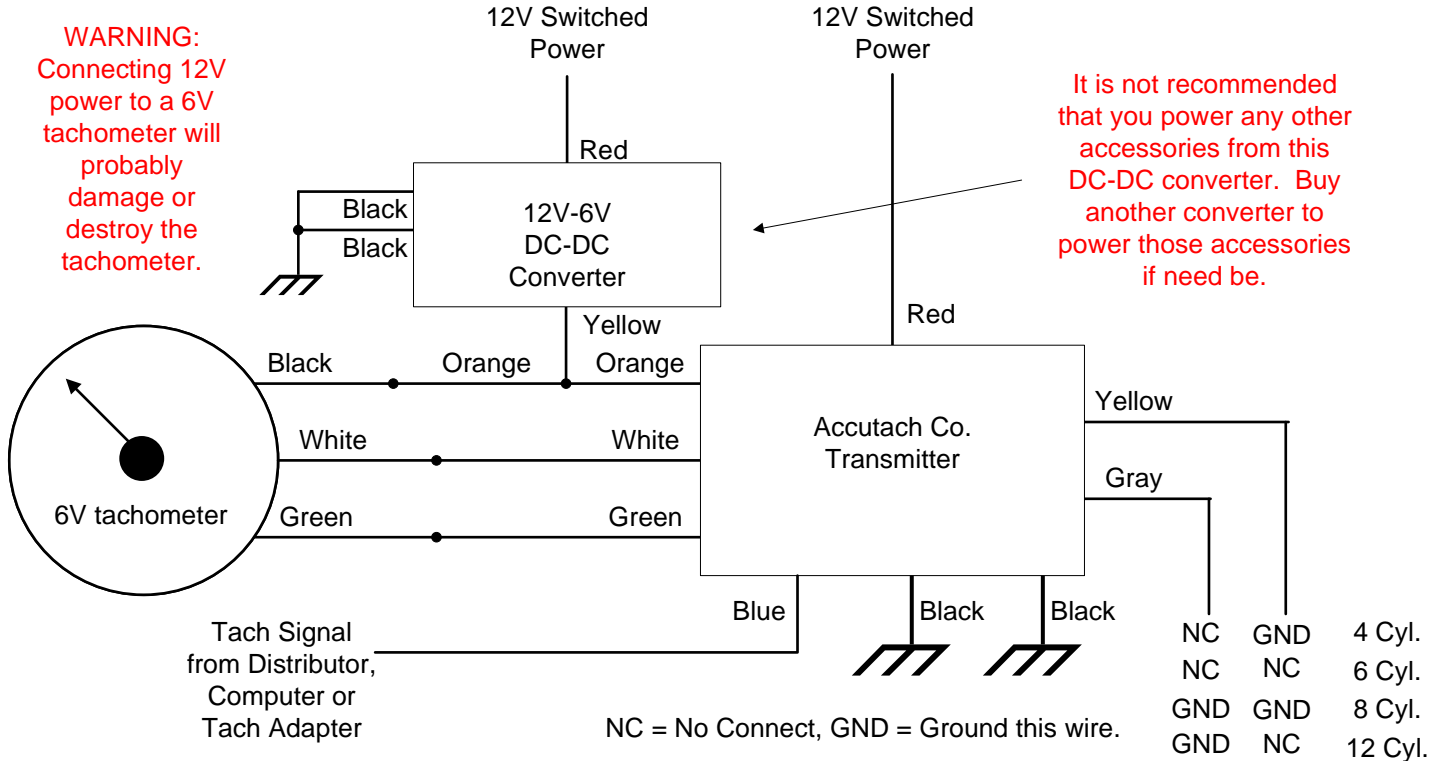 12V Switched
Power
12V Switched
Power
WARNING:
Connecting 12V
power to a 6V
tachometer will
probably
damage or
destroy the
tachometer.
It is not recommended
that you power any other
accessories from this
DC-DC converter.  Buy
another converter to
power those accessories
if need be.
Red
Black
Black
12V-6V
DC-DC
Converter
Yellow
Red
Black
Orange
Orange
White
White
Green
Green
6V tachometer
Accutach Co.
Transmitter
Yellow
Gray
Blue
Black
Black
Tach Signal
from Distributor,
Computer or
Tach Adapter
NC GND 4 Cyl.
NC NC 6 Cyl.
GND GND 8 Cyl.
GND NC 12 Cyl.
NC = No Connect, GND = Ground this wire.